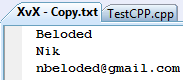 XvX - Copy.txt TestCPP.cpp
Beloded
Nik
nbeloded@gmail.com